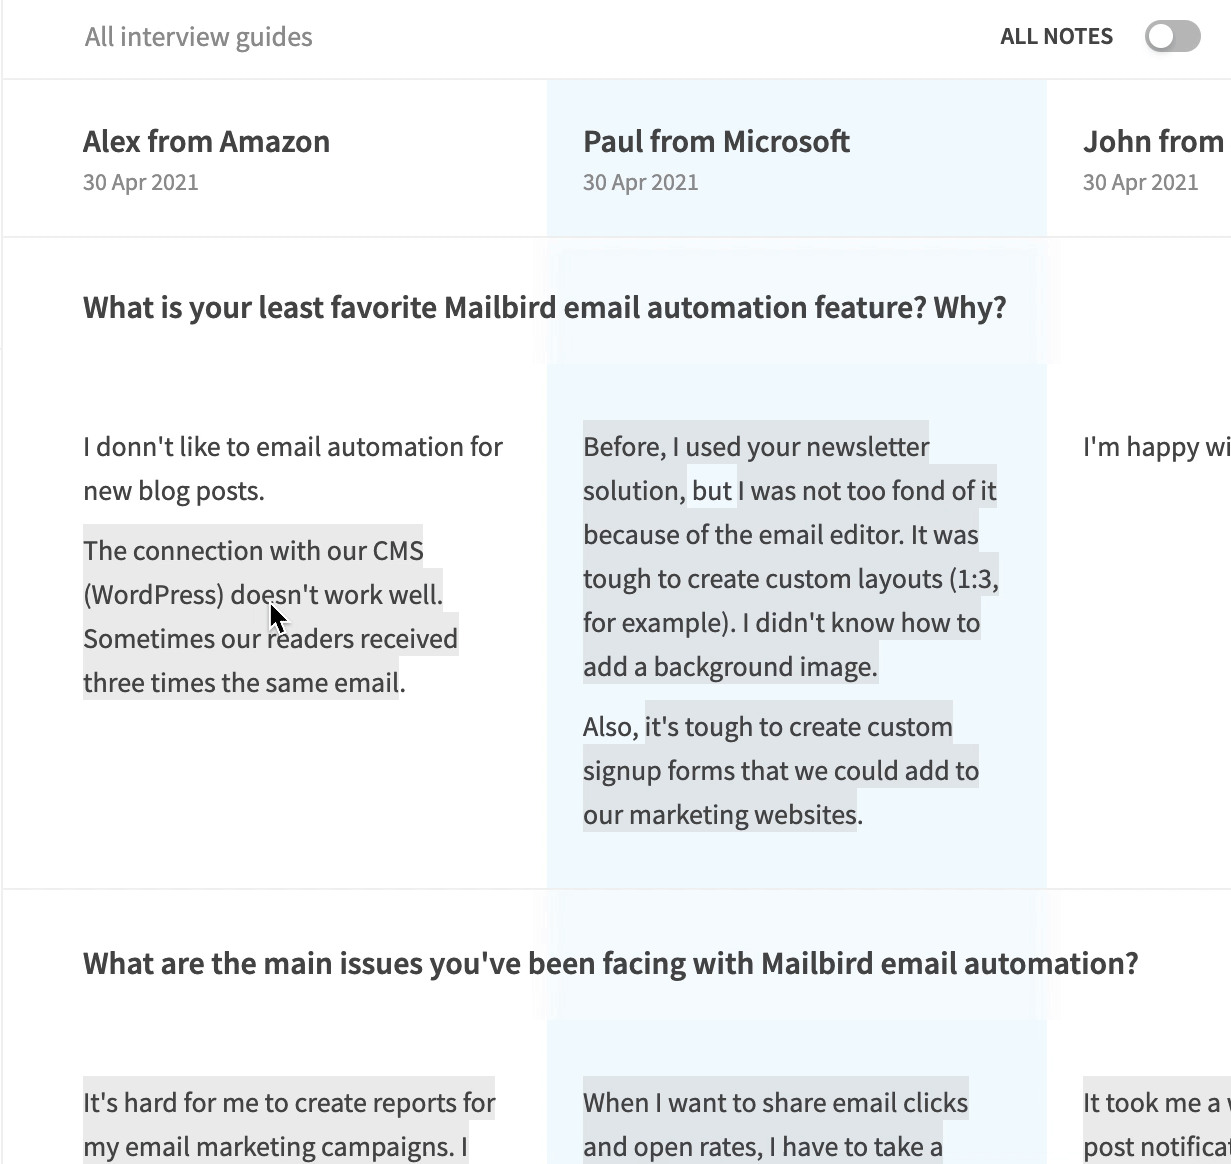 All interview guides
ALL NOTES
Alex from Amazon
30 Apr 2021
Paul from Microsoft
30 Apr 2021
John from
30 Apr 2021
What is your least favorite Mailbird email automation feature? Why?
I donn't like to email automation for
new blog posts.
The connection with our CMS
(WordPress) doesn't work well.
Sometimes our readers received
three times the same email.
Before, I used your newsletter
solution, but I was not too fond of it
because of the email editor. It was
tough to create custom layouts (1:3,
for example). I didn't know how to
add a background image.
Also, it's tough to create custom
signup forms that we could add to
our marketing websites.
I'm happy wi
What are the main issues you've been facing with Mailbird email automation?
It's hard for me to create reports for
my email marketing campaigns. I
When I want to share email clicks
and open rates, I have to take a
It took me a
post notificat